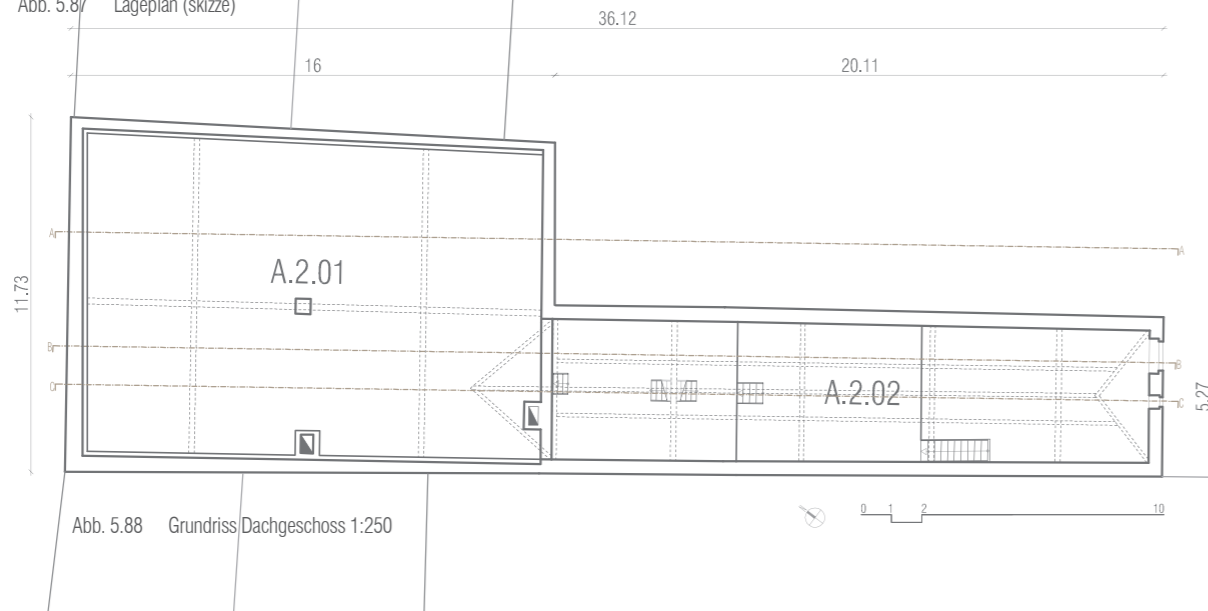 Abb. 5.87 Lageplan (skizze)
36.12
16
20.11
11.73
A
A
A.2.01
B
B
C
C
A.2.02
5.27
Abb. 5.88 Grundriss Dachgeschoss 1:250
0 1 2 10